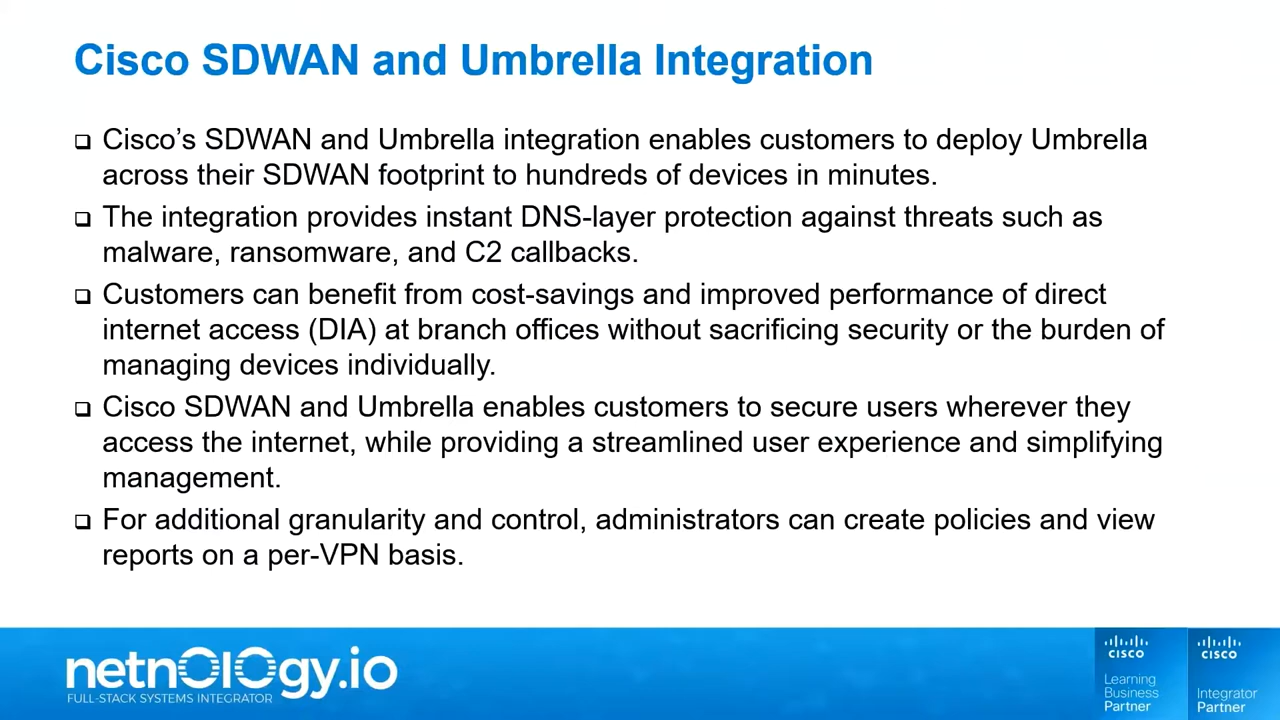 Cisco SDWAN and Umbrella Integration
Cisco’s SDWAN and Umbrella integration enables customers to deploy Umbrella
across their SDWAN footprint to hundreds of devices in minutes.
The integration provides instant DNS-layer protection against threats such as
malware, ransomware, and C2 callbacks.
Customers can benefit from cost-savings and improved performance of direct
internet access (DIA) at branch offices without sacrificing security or the burden of
managing devices individually.
Cisco SDWAN and Umbrella enables customers to secure users wherever they
access the internet, while providing a streamlined user experience and simplifying
management.
For additional granularity and control, administrators can create policies and view
reports on a per-VPN basis.
netnology.io
FULL-STACK SYSTEMS INTEGRATOR
CISCO
Learning
Business
Partner
CISCO
Integrator
Partner